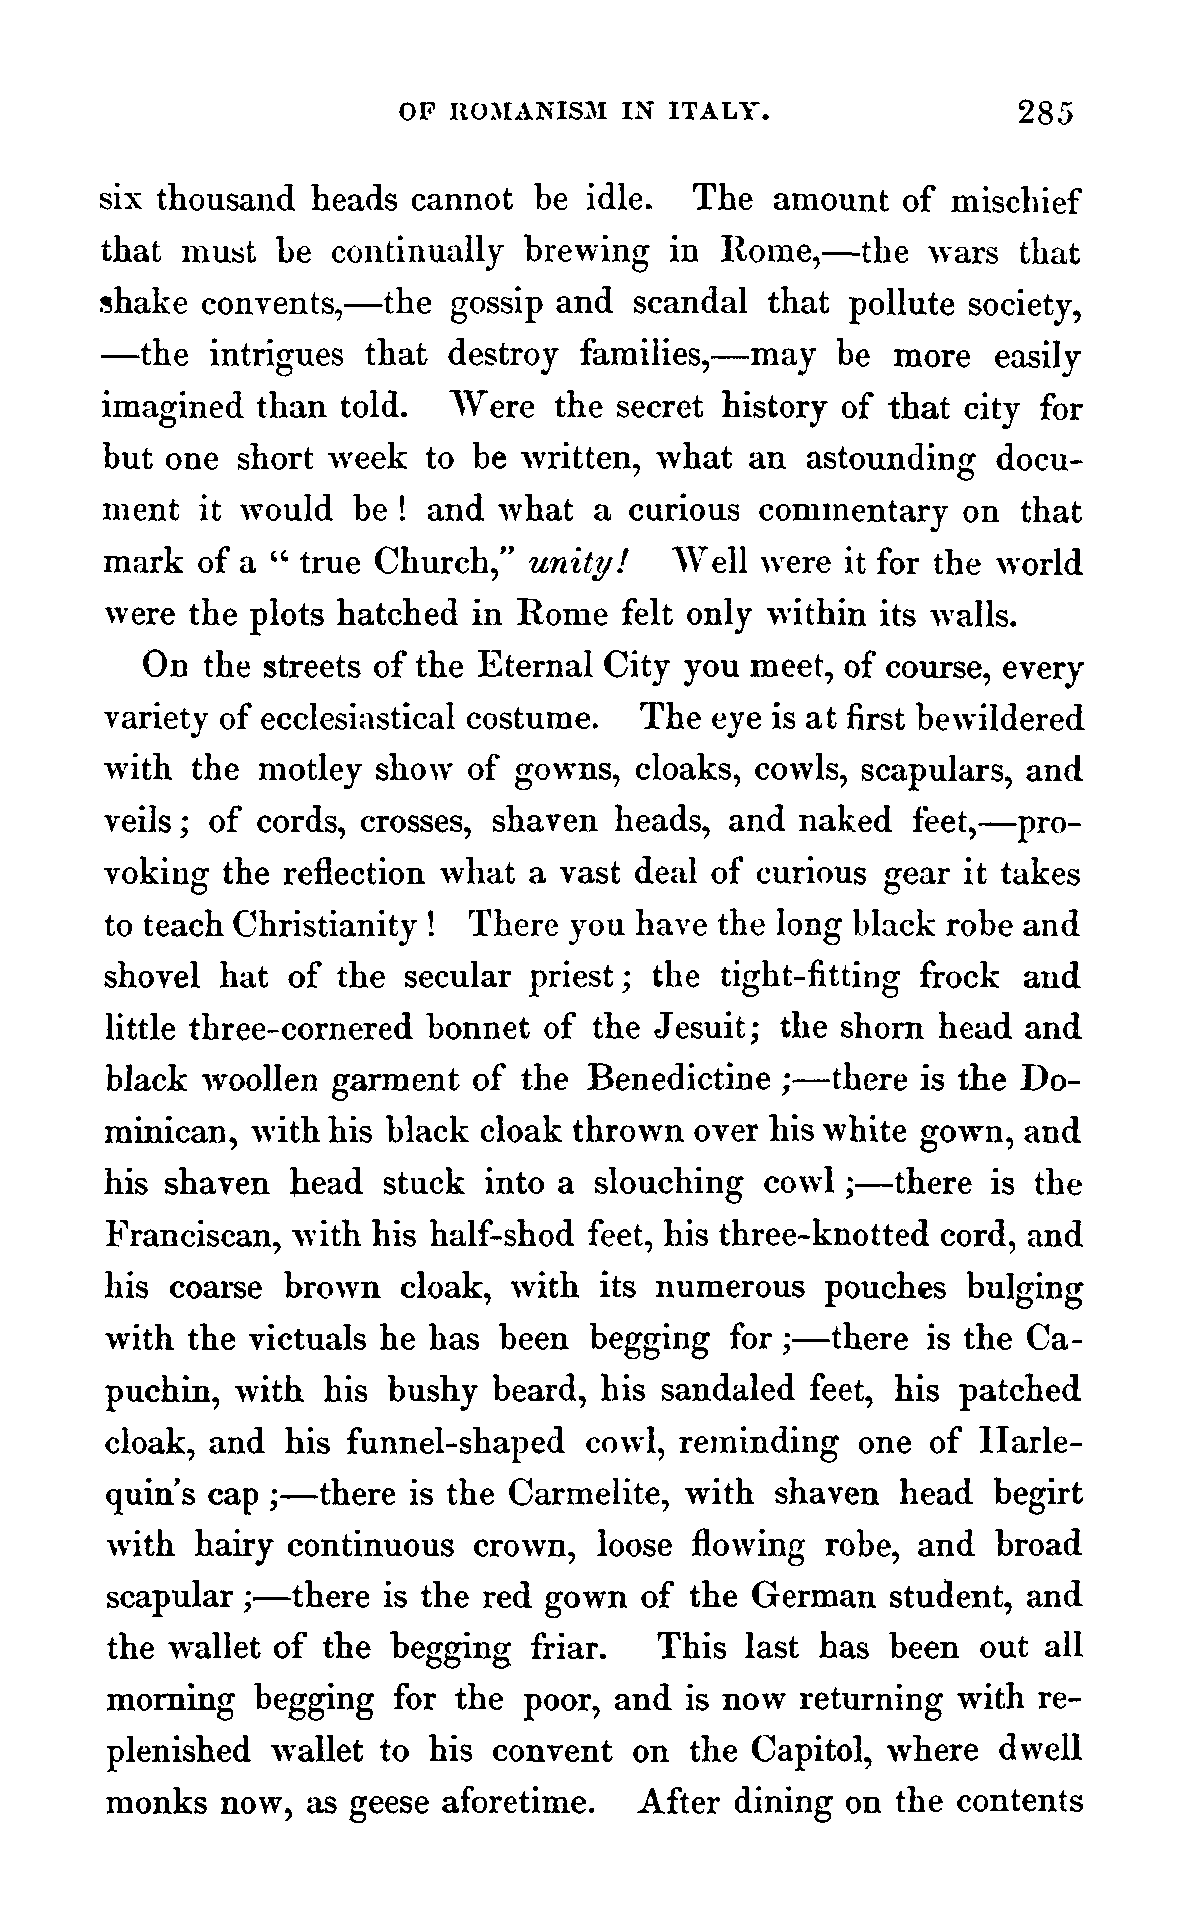 OF ROMANISM IN ITALY. 285
six thousand heads cannot be idle. The amount of mischief
that must be continually brewing in Rome,—the wars that
shake convents,—the gossip and scandal that pollute society,
—the intrigues that destroy families,—may be more easily
imagined than told. Were the secret history of that city for
but one short week to be written, what an astounding docu-
ment it would be! and what a curious commentary on that
mark of a “ true Church,” unity! Well were it for the world
were the plots hatched in Rome felt only within its walls.
On the streets of the Eternal City you meet, of course, every
variety of ecclesiastical costume. The eye is at first bewildered
with the motley show of gowns, cloaks, cowls, scapulars, and
veils; of cords, crosses, shaven heads, and naked feet,—pro-
voking the reflection what a vast deal of curious gear it takes
to teach Christianity! There you have the long black robe and
shovel hat of the secular priest; the tight-fitting frock and
little three-cornered bonnet of the Jesuit; the shorn head and
black woollen garment of the Benedictine;—there is the Do-
minican, with his black cloak thrown over his white gown, and
his shaven head stuck into a slouching cowl;—there is the
Franciscan, with his half-shod feet, his three-knotted cord, and
his coarse brown cloak, with its numerous pouches bulging
with the victuals he has been begging for;—there is the Ca-
puchin, with his bushy beard, his sandaled feet, his patched
cloak, and his funnel-shaped cowl, reminding one of Harle-
quin’s cap;—there is the Carmelite, with shaven head begirt
with hairy continuous crown, loose flowing robe, and broad
scapular;—there is the red gown of the German student, and
the wallet of the begging friar. This last has been out all
morning begging for the poor, and is now returning with re-
plenished wallet to his convent on the Capitol, where dwell
monks now, as geese aforetime. After dining on the contents